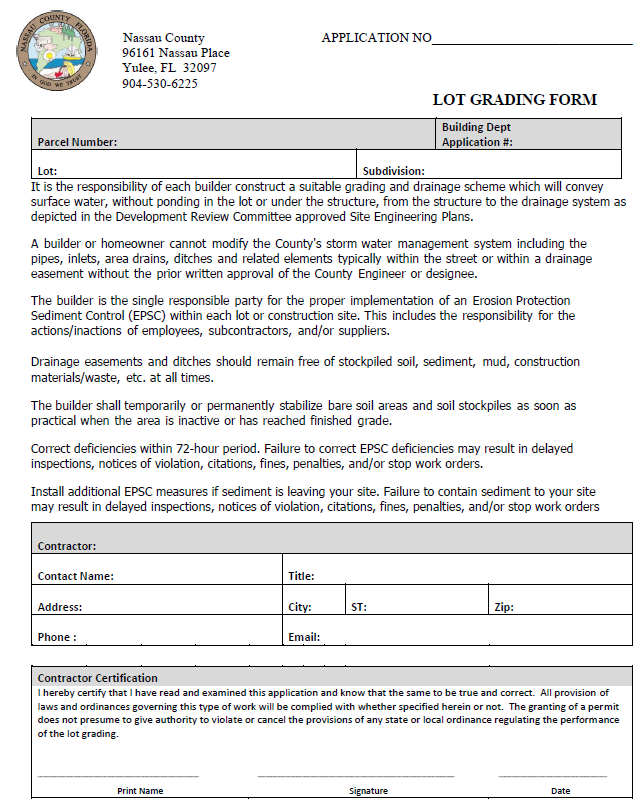 NASSAU COUNTY FLORIDA
IN GOD WE TRUST
Nassau County
96161 Nassau Place
Yulee, FL  32097
904-530-6225
APPLICATION NO______________________________
LOT GRADING FORM
Parcel Number:
Building Dept
Application #:
Lot:
Subdivision:
It is the responsibility of each builder construct a suitable grading and drainage scheme which will convey
surface water, without ponding in the lot or under the structure, from the structure to the drainage system as
depicted in the Development Review Committee approved Site Engineering Plans.
A builder or homeowner cannot modify the County's storm water management system including the
pipes, inlets, area drains, ditches and related elements typically within the street or within a drainage
easement without the prior written approval of the County Engineer or designee.
The builder is the single responsible party for the proper implementation of an Erosion Protection
Sediment Control (EPSC) within each lot or construction site. This includes the responsibility for the
actions/inactions of employees, subcontractors, and/or suppliers.
Drainage easements and ditches should remain free of stockpiled soil, sediment, mud, construction
materials/waste, etc. at all times.
The builder shall temporarily or permanently stabilize bare soil areas and soil stockpiles as soon as
practical when the area is inactive or has reached finished grade.
Correct deficiencies within 72-hour period. Failure to correct EPSC deficiencies may result in delayed
inspections, notices of violation, citations, fines, penalties, and/or stop work orders.
Install additional EPSC measures if sediment is leaving your site. Failure to contain sediment to your site
may result in delayed inspections, notices of violation, citations, fines, penalties, and/or stop work orders
Contractor:
Contact Name:
Title:
Address:
City:
ST:
Zip:
Phone :
Email:
Contractor Certification
I hereby certify that I have read and examined this application and know that the same to be true and correct.  All provision of
laws and ordinances governing this type of work will be complied with whether specified herein or not.  The granting of a permit
does not presume to give authority to violate or cancel the provisions of any state or local ordinance regulating the performance
of the lot grading.
Print Name
Signature
Date